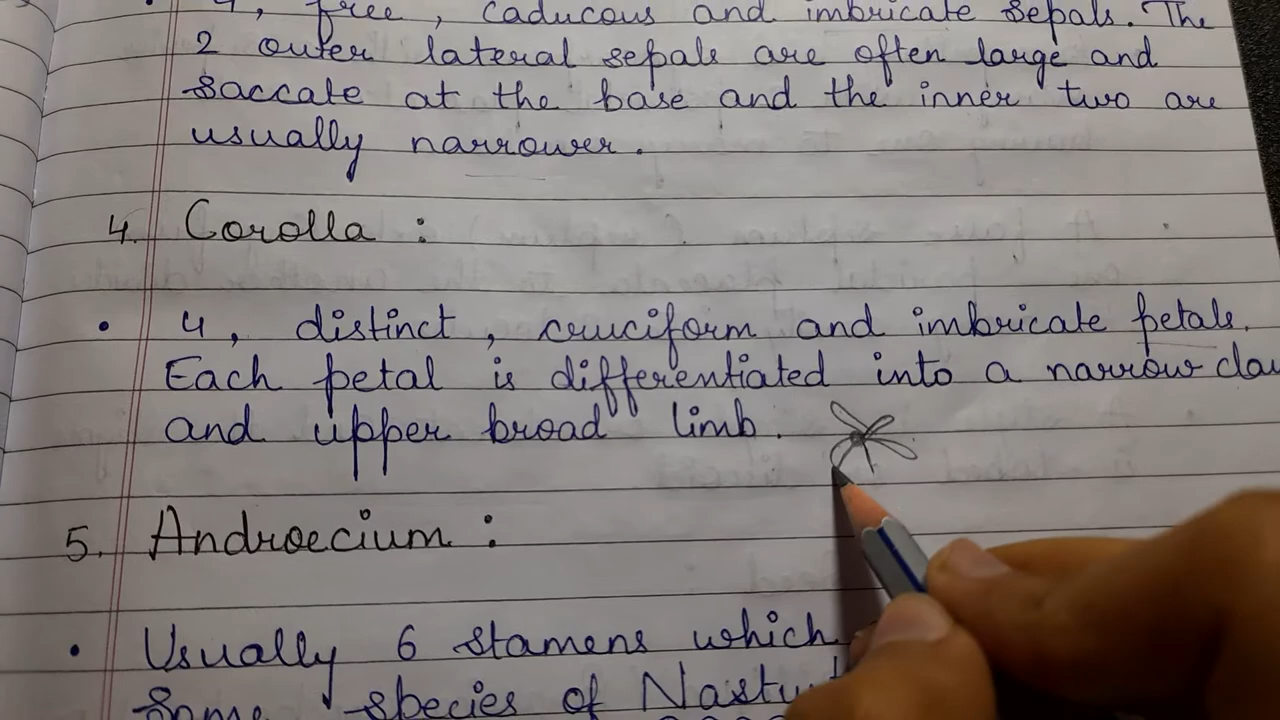 4, free, caducous and imbricate sepals. The
2 outer lateral sepals are often large and
saccate at the base and the inner two are
usually narrower.
4. Corolla :
• 4, distinct, cruciform and imbricate petals.
Each petal is differentiated into a narrow
and upper broad limb.
5. Androecium :
• Usually 6 stamens which
Some species of